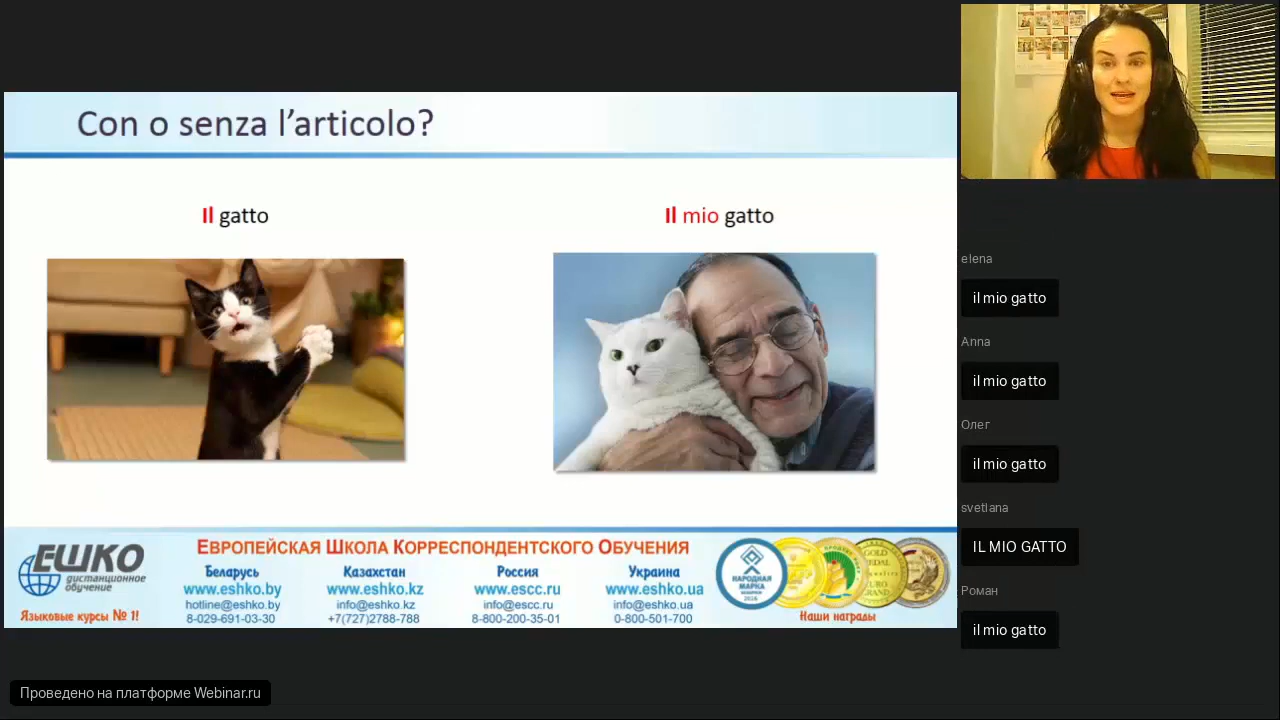 Con o senza l’articolo?
Il gatto
Il mio gatto
ЕШКО
дистанционное
обучение
Языковые курсы № 1!
Европейская Школа Корреспондентского Обучения
Беларусь
www.eshko.by
hotline@eshko.by
8-029-691-03-30
Казахстан
www.eshko.kz
info@eshko.kz
+7(727)2788-788
Россия
www.escc.ru
info@escc.ru
8-800-200-35-01
Украина
www.eshko.ua
info@eshko.ua
0-800-501-700
НАРОДНАЯ
МАРКА
GOLD
MEDAL
Наши награды
elena
il mio gatto
Anna
il mio gatto
Олег
il mio gatto
svetlana
IL MIO GATTO
Роман
il mio gatto
Проведено на платформе Webinar.ru